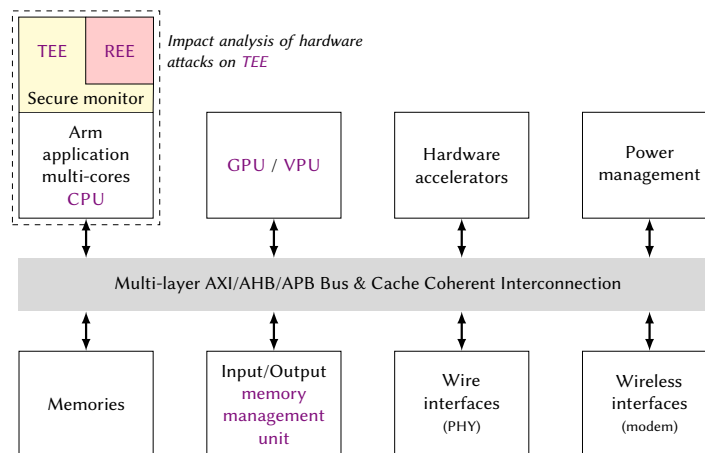 TEE
REE
Impact analysis of hardware
attacks on TEE
Secure monitor
Arm
application
multi-cores
CPU
GPU / VPU
Hardware
accelerators
Power
management
Multi-layer AXI/AHB/APB Bus & Cache Coherent Interconnection
Memories
Input/Output
memory
management
unit
Wire
interfaces
(PHY)
Wireless
interfaces
(modem)